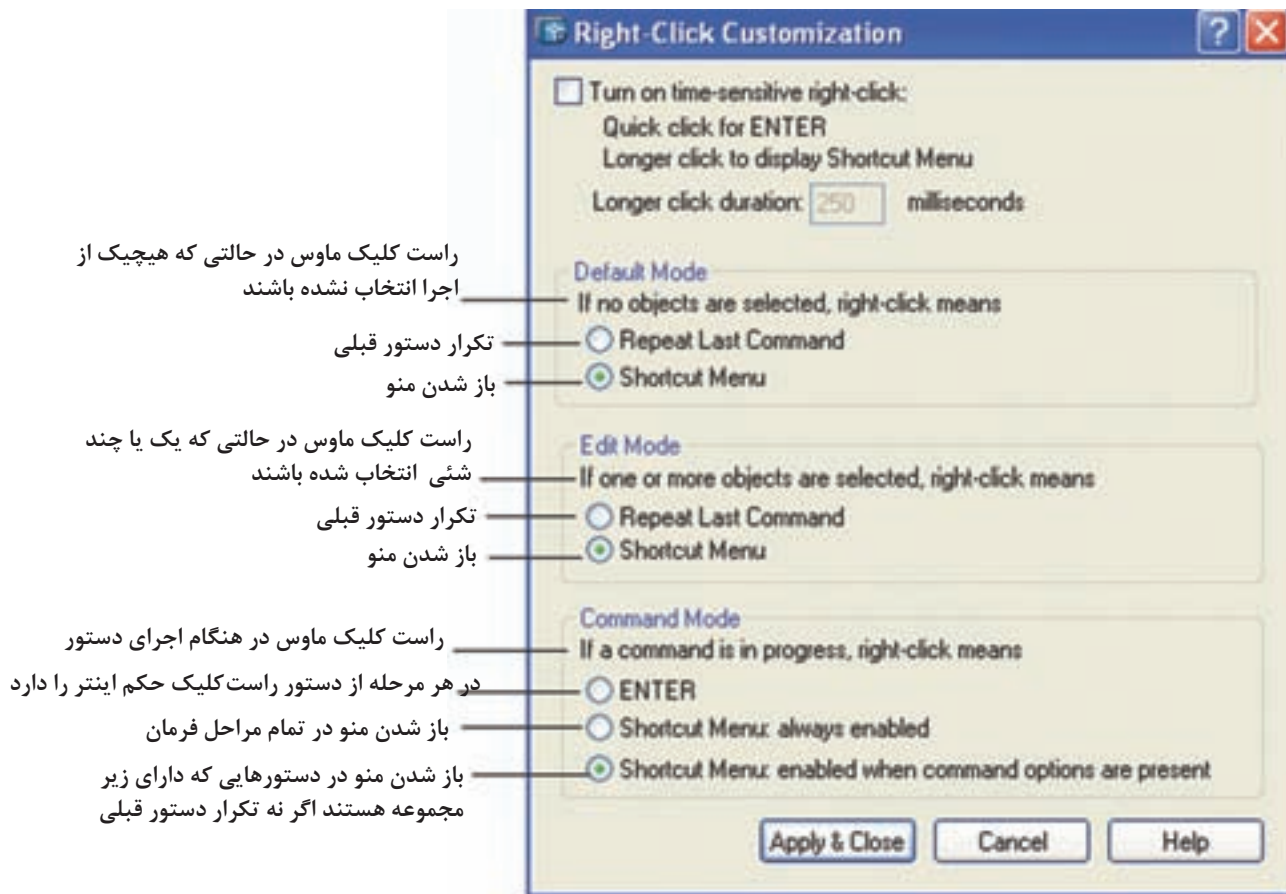 Right-Click Customization
Turn on time-sensitive right-click:
Quick click for ENTER
Longer click to display Shortcut Menu
Longer click duration: 250 milliseconds
راست کلیک ماوس در حالتی که هیچیک از
اجرا انتخاب نشده باشند
Default Mode
If no objects are selected, right-click means
تکرار دستور قبلی
Repeat Last Command
باز شدن منو
Shortcut Menu
راست کلیک ماوس در حالتی که یک یا چند
شئی انتخاب شده باشند
Edit Mode
If one or more objects are selected, right-click means
تکرار دستور قبلی
Repeat Last Command
باز شدن منو
Shortcut Menu
Command Mode
راست کلیک ماوس در هنگام اجرای دستور
If a command is in progress, right-click means
در هر مرحله از دستور راست‌کلیک حکم اینتر را دارد
ENTER
باز شدن منو در تمام مراحل فرمان
Shortcut Menu: always enabled
باز شدن منو در دستورهایی که دارای زیر
مجموعه هستند اگر نه تکرار دستور قبلی
Shortcut Menu: enabled when command options are present
Apply & Close
Cancel
Help